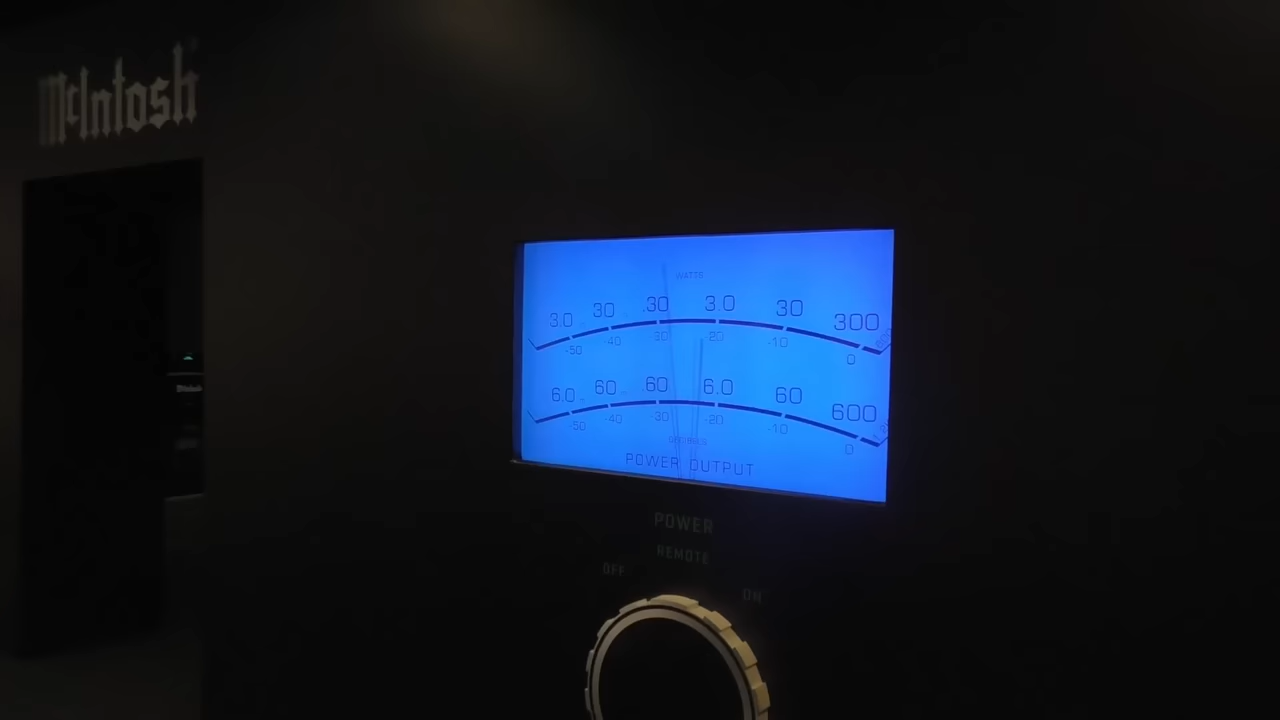 McIntosh
WATTS
3.0 30 .30 3.0 30 300
-50 -40 -30 -20 -10 0
6.0 60 .60 6.0 60 600
-50 -40 -30 -20 -10 0
POWER OUTPUT
POWER
REMOTE
OFF ON